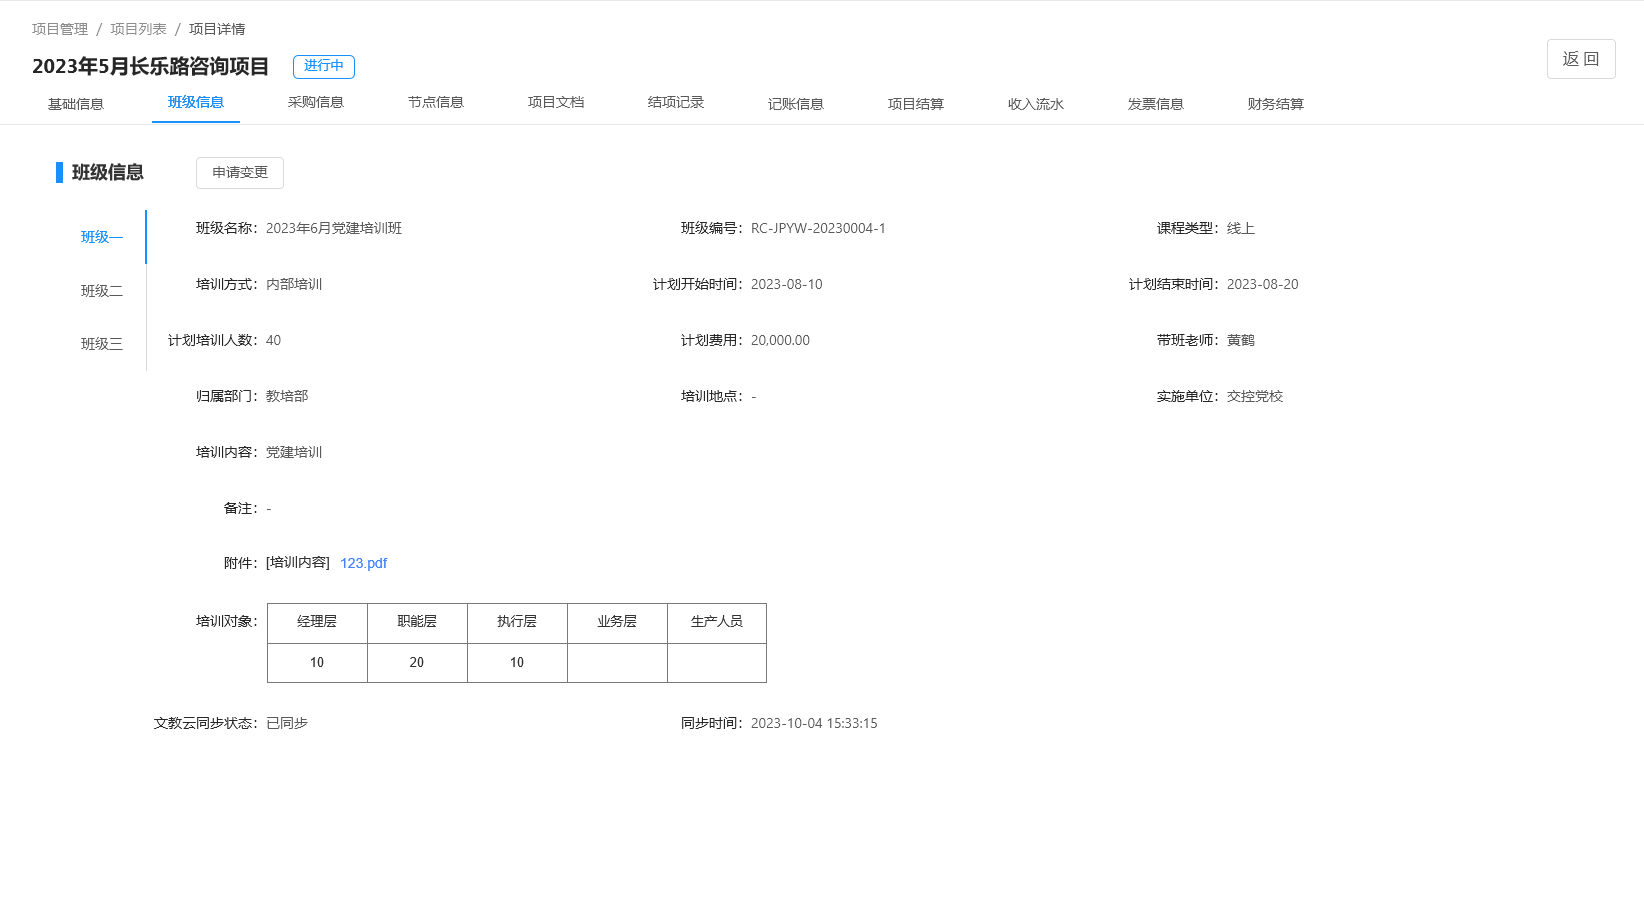 项目管理 / 项目列表 / 项目详情
返 回
2023年5月长乐路咨询项目 进行中
基础信息 班级信息 采购信息 节点信息 项目文档 结项记录 记账信息 项目结算 收入流水 发票信息 财务结算
班级信息 申请变更
班级一
班级二
班级三
班级名称: 2023年6月党建培训班 班级编号: RC-JPYW-20230004-1 课程类型: 线上
培训方式: 内部培训 计划开始时间: 2023-08-10 计划结束时间: 2023-08-20
计划培训人数: 40 计划费用: 20,000.00 带班老师: 黄鹤
归属部门: 教培部 培训地点: - 实施单位: 交控党校
培训内容: 党建培训
备注: -
附件: [培训内容] 123.pdf
培训对象: 经理层 职能层 执行层 业务层 生产人员
10 20 10
文教云同步状态: 已同步 同步时间: 2023-10-04 15:33:15